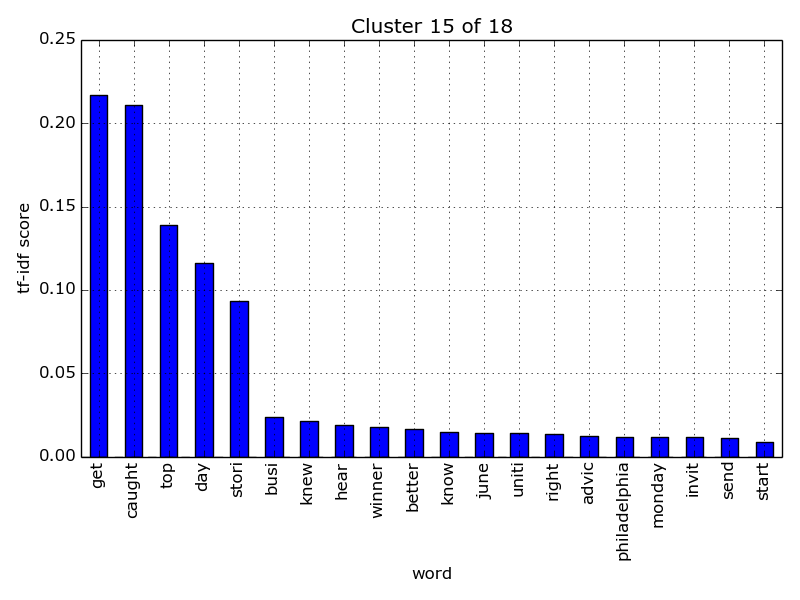 Cluster 15 of 18
0.25
0.20
0.15
0.10
0.05
0.00
tf-idf score
get
caught
top
day
stori
busi
knew
hear
winner
better
know
june
uniti
right
advic
philadelphia
monday
invit
send
start
word